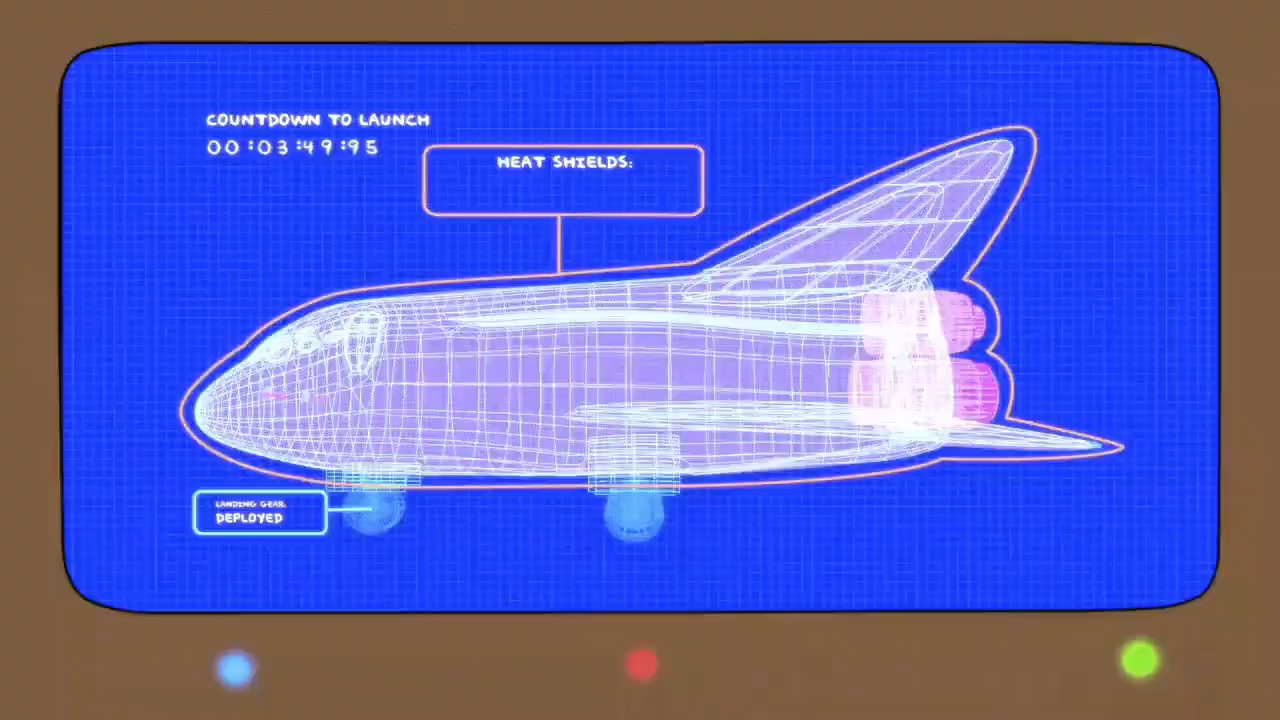 COUNTDOWN TO LAUNCH
00:03:49:95
HEAT SHIELDS:
LANDING GEAR:
DEPLOYED